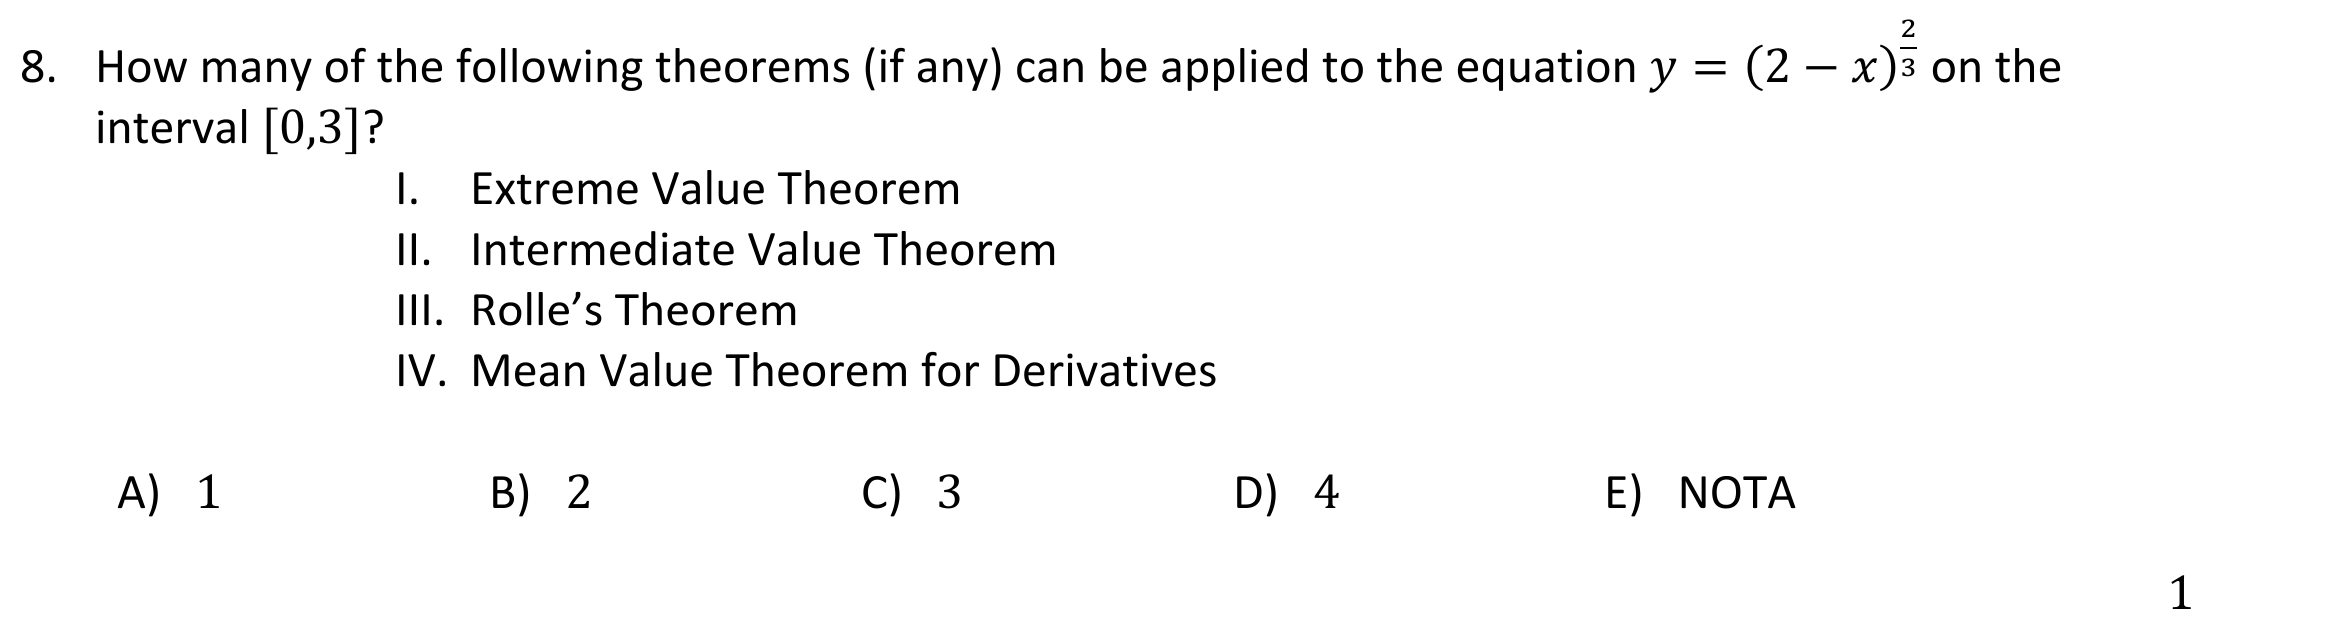 8. How many of the following theorems (if any) can be applied to the equation $y = (2 - x)^{\frac{2}{3}}$ on the
interval [0,3]?
I. Extreme Value Theorem
II. Intermediate Value Theorem
III. Rolle’s Theorem
IV. Mean Value Theorem for Derivatives
A) 1 B) 2 C) 3 D) 4 E) NOTA
1